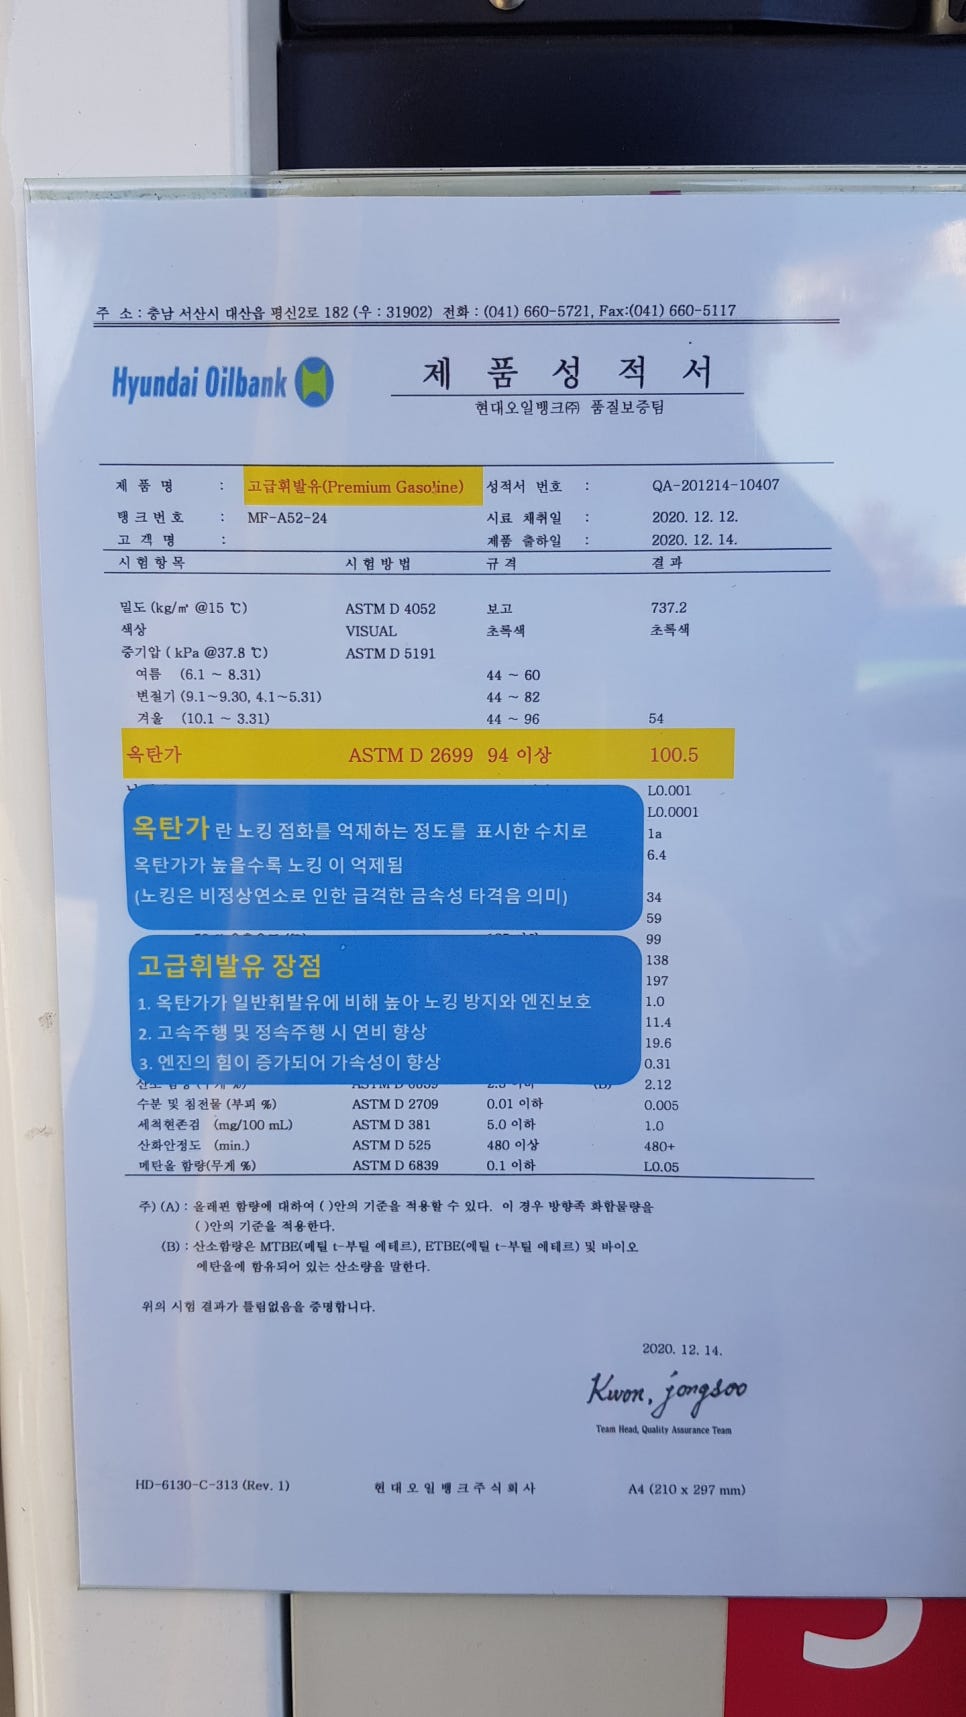 주 소 : 충남 서산시 대산읍 평신2로 182 (우 : 31902) 전화 : (041) 660-5721, Fax:(041) 660-5117
Hyundai Oilbank
제 품 성 적 서
현대오일뱅크㈜ 품질보증팀
제 품 명 : 고급휘발유(Premium Gasoline) 성적서 번호 : QA-201214-10407
탱크번호 : MF-A52-24 시료 채취일 : 2020. 12. 12.
고 객 명 : 제품 출하일 : 2020. 12. 14.
시험항목 시험방법 규격 결과
밀도 (kg/㎥ @15 ℃) ASTM D 4052 보고 737.2
색상 VISUAL 초록색 초록색
증기압 ( kPa @37.8 ℃) ASTM D 5191
여름 (6.1 ~ 8.31) 44 ~ 60
변절기 (9.1~9.30, 4.1~5.31) 44 ~ 82
겨울 (10.1 ~ 3.31) 44 ~ 96 54
옥탄가 ASTM D 2699 94 이상 100.5
L0.001
L0.0001
옥탄가란 노킹 점화를 억제하는 정도를 표시한 수치로
1a
6.4
옥탄가가 높을수록 노킹 이 억제됨
(노킹은 비정상연소로 인한 급격한 금속성 타격음 의미)
34
59
99
고급휘발유 장점
138
197
1. 옥탄가가 일반휘발유에 비해 높아 노킹 방지와 엔진보호
1.0
11.4
2. 고속주행 및 정속주행 시 연비 향상
19.6
3. 엔진의 힘이 증가되어 가속성이 향상
0.31
2.12
수분 및 침전물 (부피 %) ASTM D 2709 0.01 이하 0.005
세척현존검 (mg/100 mL) ASTM D 381 5.0 이하 1.0
산화안정도 (min.) ASTM D 525 480 이상 480+
메탄올 함량(무게 %) ASTM D 6839 0.1 이하 L0.05
주) (A) : 올래핀 함량에 대하여 ( )안의 기준을 적용할 수 있다. 이 경우 방향족 화합물량은
( )안의 기준을 적용한다.
(B) : 산소함량은 MTBE(메틸 t-부틸 에테르), ETBE(에틸 t-부틸 에테르) 및 바이오
에탄올에 함유되어 있는 산소량을 말한다.
위의 시험 결과가 틀림없음을 증명합니다.
2020. 12. 14.
Kwon, jongsoo
Team Head, Quality Assurance Team
HD-6130-C-313 (Rev. 1) 현대오일뱅크주식회사 A4 (210 x 297 mm)